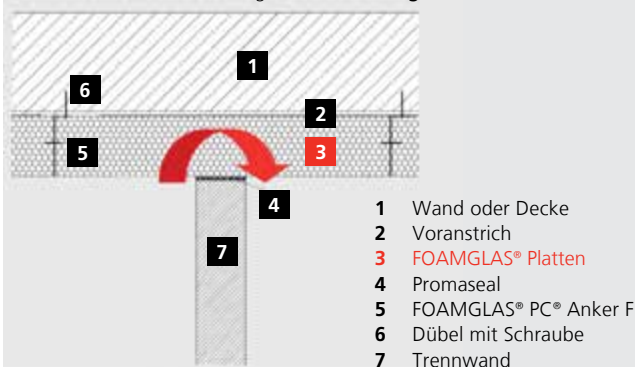 1
6
2
5
3
4
7
1 Wand oder Decke
2 Voranstrich
3 FOAMGLAS® Platten
4 Promaseal
5 FOAMGLAS® PC® Anker F
6 Dübel mit Schraube
7 Trennwand